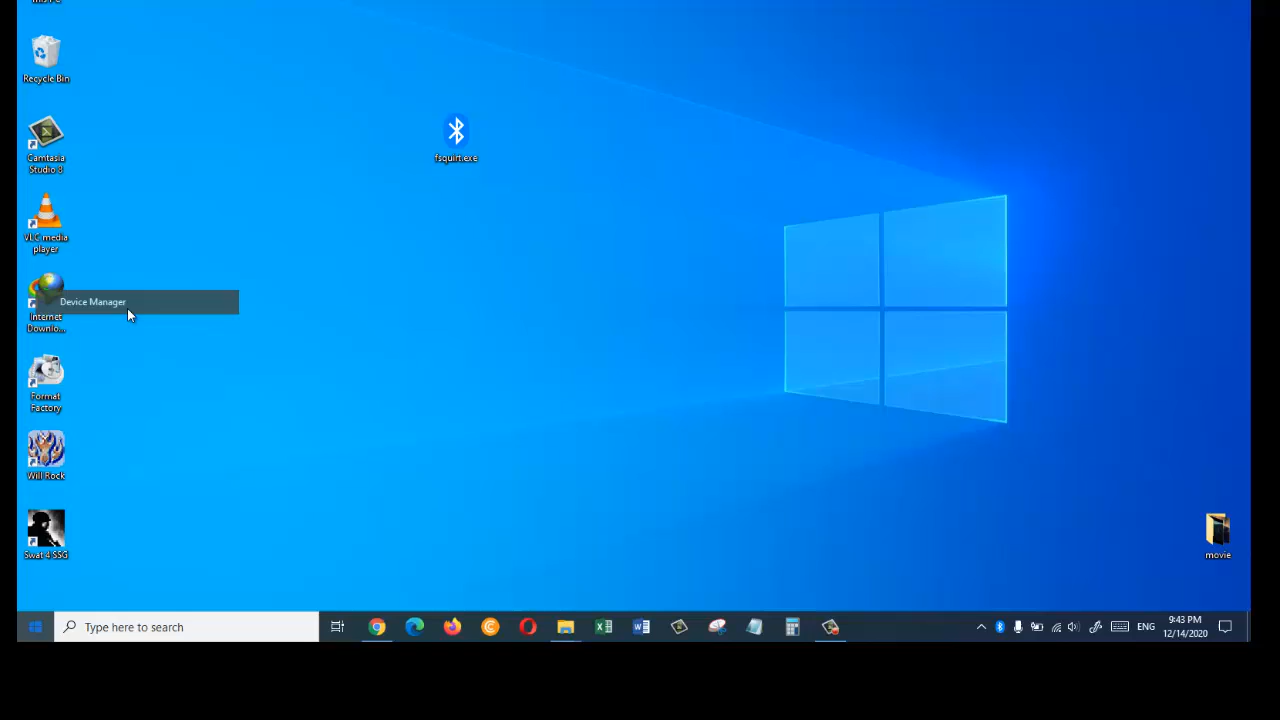 Recycle Bin
Camtasia
Studio 8
VLC media
player
Device Manager
Internet
Downlo...
Format
Factory
Will Rock
Swat 4 SSG
fsquirt.exe
movie
Type here to search
ENG
9:43 PM
12/14/2020